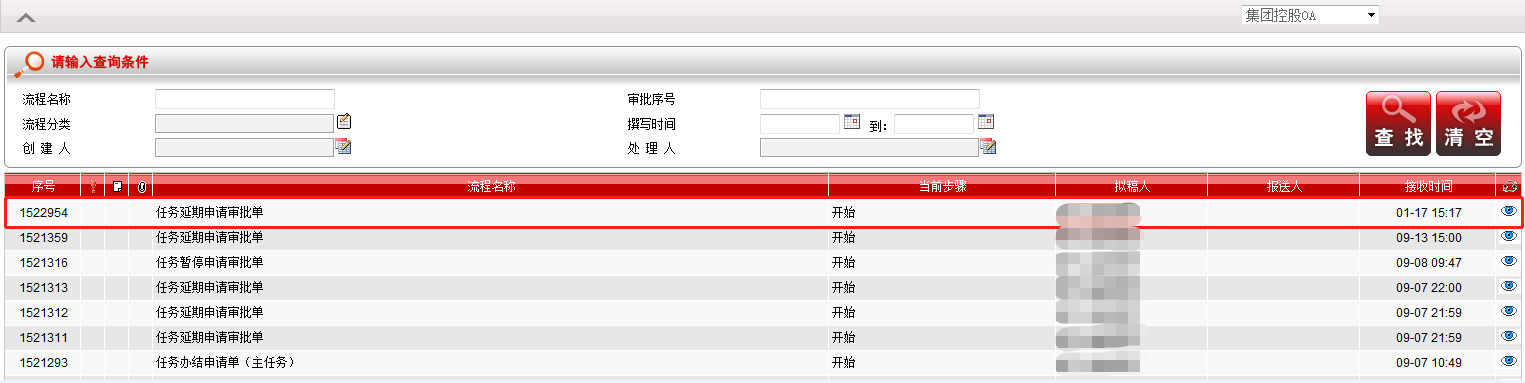 集团控股OA
请输入查询条件
流程名称 审批序号
流程分类 撰写时间 到：
创 建 人 处 理 人
查 找 清 空
序号 流程名称 当前步骤 拟稿人 报送人 接收时间
1522954 任务延期申请审批单 开始 01-17 15:17
1521359 任务延期申请审批单 开始 09-13 15:00
1521316 任务暂停申请审批单 开始 09-08 09:47
1521313 任务延期申请审批单 开始 09-07 22:00
1521312 任务延期申请审批单 开始 09-07 21:59
1521311 任务延期申请审批单 开始 09-07 21:59
1521293 任务办结申请单（主任务） 开始 09-07 10:49